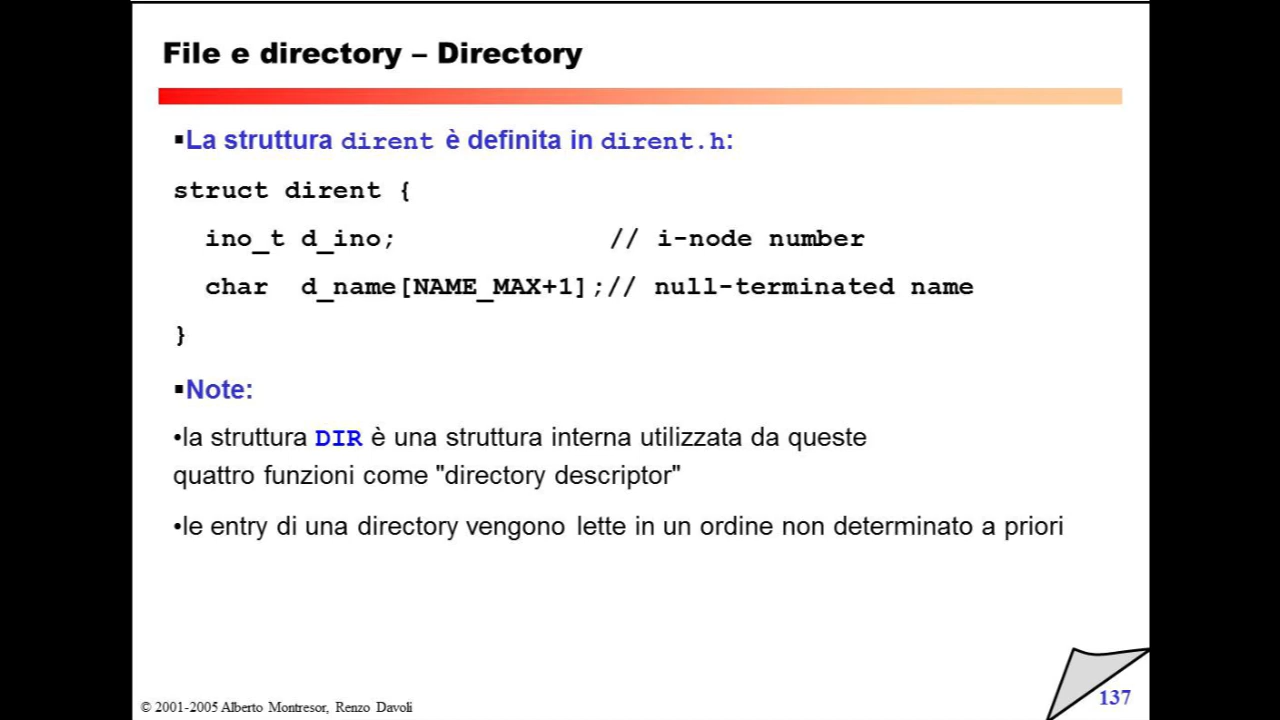 File e directory – Directory
▪La struttura dirent è definita in dirent.h:
struct dirent {
ino_t d_ino; // i-node number
char d_name[NAME_MAX+1];// null-terminated name
}
▪Note:
•la struttura DIR è una struttura interna utilizzata da queste
quattro funzioni come "directory descriptor"
•le entry di una directory vengono lette in un ordine non determinato a priori
© 2001-2005 Alberto Montresor, Renzo Davoli
137